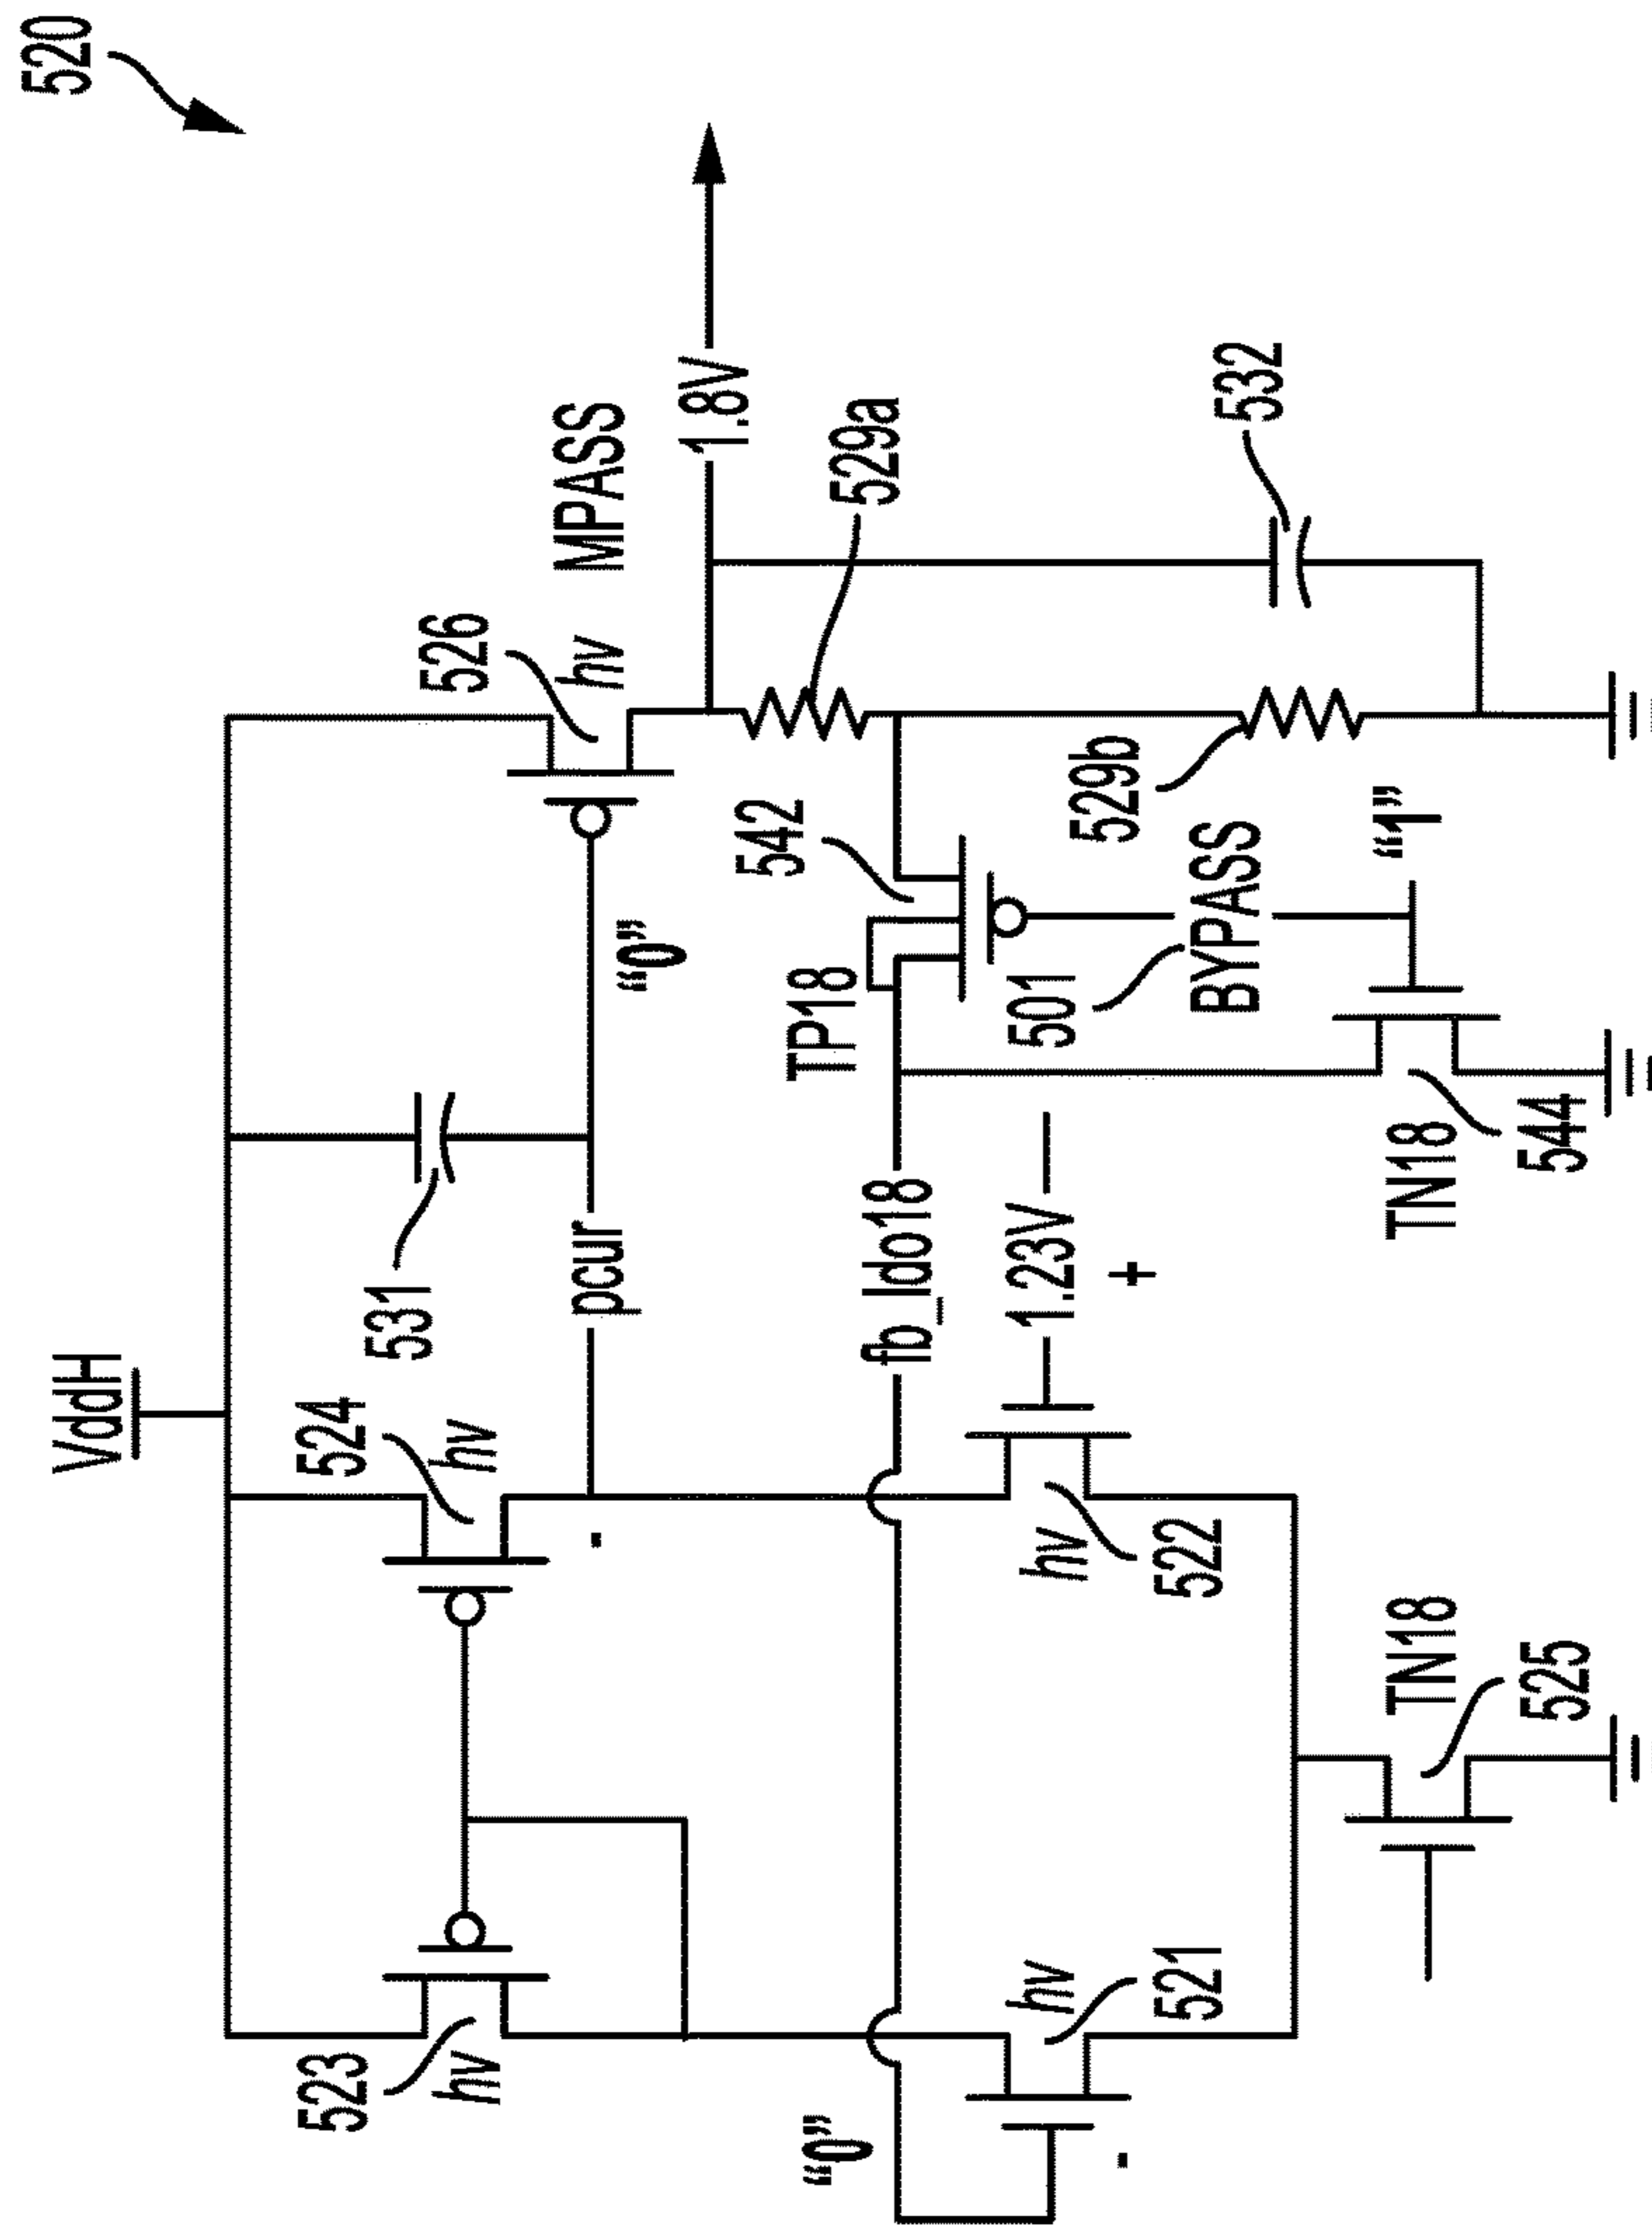 520
VddH
523
hv
524
hv
531
526
hv
MPASS
pcur
“0”
1.8V
529a
“0”
fb_ldo18
TP18
542
hv
521
-
-
hv
522
1.23V
+
501
BYPASS
529b
532
TN18
525
TN18
544
“1”